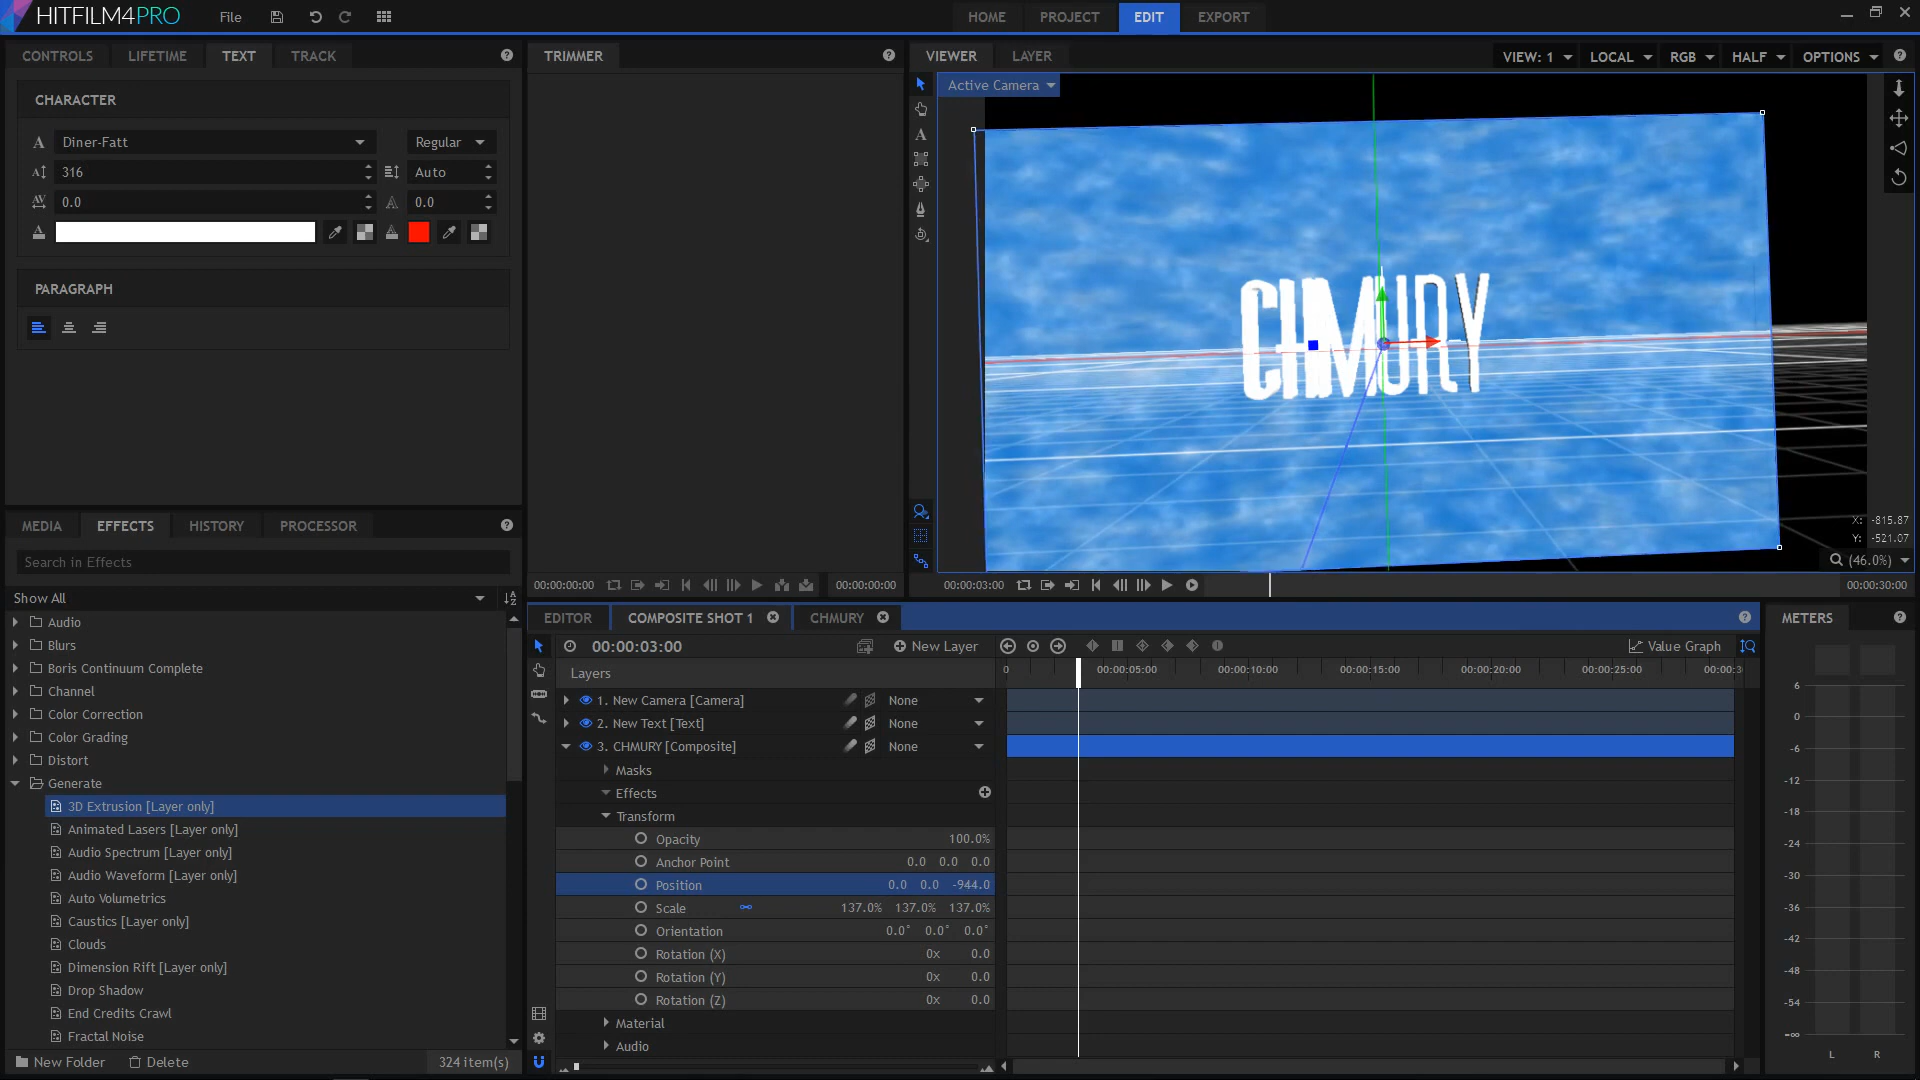 HITFILM4PRO
File
HOME
PROJECT
EDIT
EXPORT
CONTROLS
LIFETIME
TEXT
TRACK
TRIMMER
VIEWER
LAYER
VIEW: 1
LOCAL
RGB
HALF
OPTIONS
Active Camera
CHARACTER
Diner-Fatt
Regular
316
Auto
0.0
0.0
PARAGRAPH
CHMURY
X: -815.87
Y: -521.07
(46.0%)
MEDIA
EFFECTS
HISTORY
PROCESSOR
Search in Effects
Show All
Audio
Blurs
Boris Continuum Complete
Channel
Color Correction
Color Grading
Distort
Generate
3D Extrusion [Layer only]
Animated Lasers [Layer only]
Audio Spectrum [Layer only]
Audio Waveform [Layer only]
Auto Volumetrics
Caustics [Layer only]
Clouds
Dimension Rift [Layer only]
Drop Shadow
End Credits Crawl
Fractal Noise
New Folder
Delete
324 item(s)
00:00:00:00
00:00:00:00
00:00:03:00
00:00:30:00
EDITOR
COMPOSITE SHOT 1
CHMURY
00:00:03:00
New Layer
Value Graph
Layers
0
00:00:05:00
00:00:10:00
00:00:15:00
00:00:20:00
00:00:25:00
00:00:3
1. New Camera [Camera]
None
2. New Text [Text]
None
3. CHMURY [Composite]
None
Masks
Effects
Transform
Opacity 100.0%
Anchor Point 0.0 0.0 0.0
Position 0.0 0.0 -944.0
Scale 137.0% 137.0% 137.0%
Orientation 0.0° 0.0° 0.0°
Rotation (X) 0x 0.0
Rotation (Y) 0x 0.0
Rotation (Z) 0x 0.0
Material
Audio
METERS
6
0
-6
-12
-18
-24
-30
-36
-42
-48
-54
-∞
L R